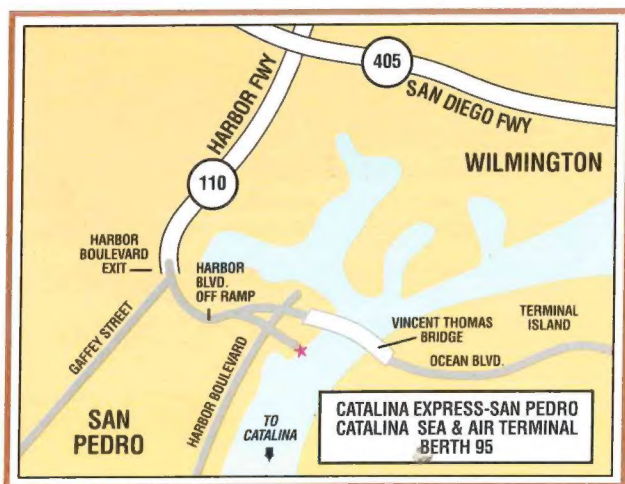 405
SAN DIEGO FWY
HARBOR FWY
WILMINGTON
110
HARBOR
BOULEVARD
EXIT
HARBOR
BLVD.
OFF RAMP
GAFFEY STREET
VINCENT THOMAS
BRIDGE
TERMINAL
ISLAND
OCEAN BLVD.
HARBOR BOULEVARD
SAN
PEDRO
TO
CATALINA
CATALINA EXPRESS-SAN PEDRO
CATALINA SEA & AIR TERMINAL
BERTH 95